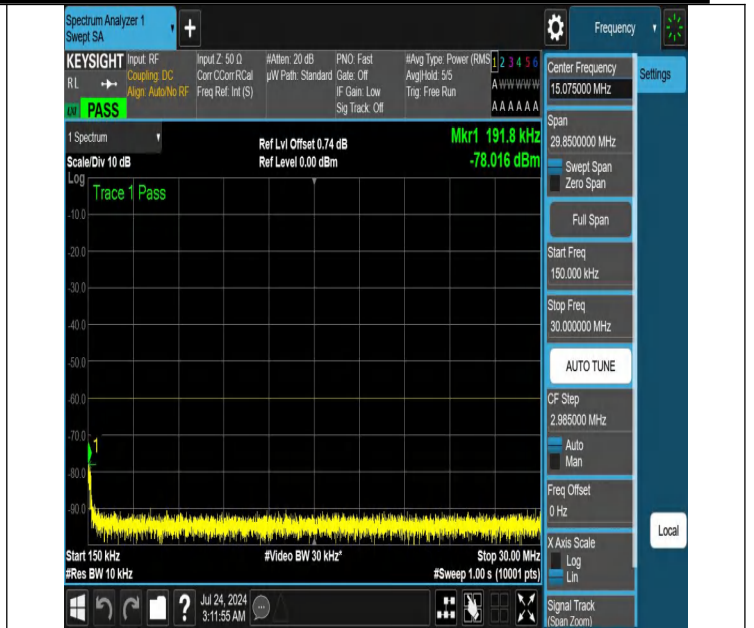 Spectrum Analyzer 1
Swept SA
+
Frequency
KEYSIGHT
Input: RF
Coupling: DC
Align: Auto/No RF
Input Z: 50 Ω
Corr CCorr RCal
Freq Ref: Int (S)
#Atten: 20 dB
µW Path: Standard
PNO: Fast
Gate: Off
IF Gain: Low
Sig Track: Off
#Avg Type: Power (RMS
Avg|Hold: 5/5
Trig: Free Run
1 2 3 4 5 6
A W W W W W
A A A A A A
R L
PASS
1 Spectrum
Scale/Div 10 dB
Ref Lvl Offset 0.74 dB
Ref Level 0.00 dBm
Mkr1 191.8 kHz
-78.016 dBm
Log
Trace 1 Pass
-10.0
-20.0
-30.0
-40.0
-50.0
-60.0
-70.0
1
-80.0
-90.0
Start 150 kHz
#Video BW 30 kHz*
Stop 30.00 MHz
#Res BW 10 kHz
#Sweep 1.00 s (10001 pts)
Center Frequency
15.075000 MHz
Settings
Span
29.8500000 MHz
Swept Span
Zero Span
Full Span
Start Freq
150.000 kHz
Stop Freq
30.000000 MHz
AUTO TUNE
CF Step
2.985000 MHz
Auto
Man
Freq Offset
0 Hz
Local
X Axis Scale
Log
Lin
Signal Track
(Span Zoom)
?
Jul 24, 2024
3:11:55 AM